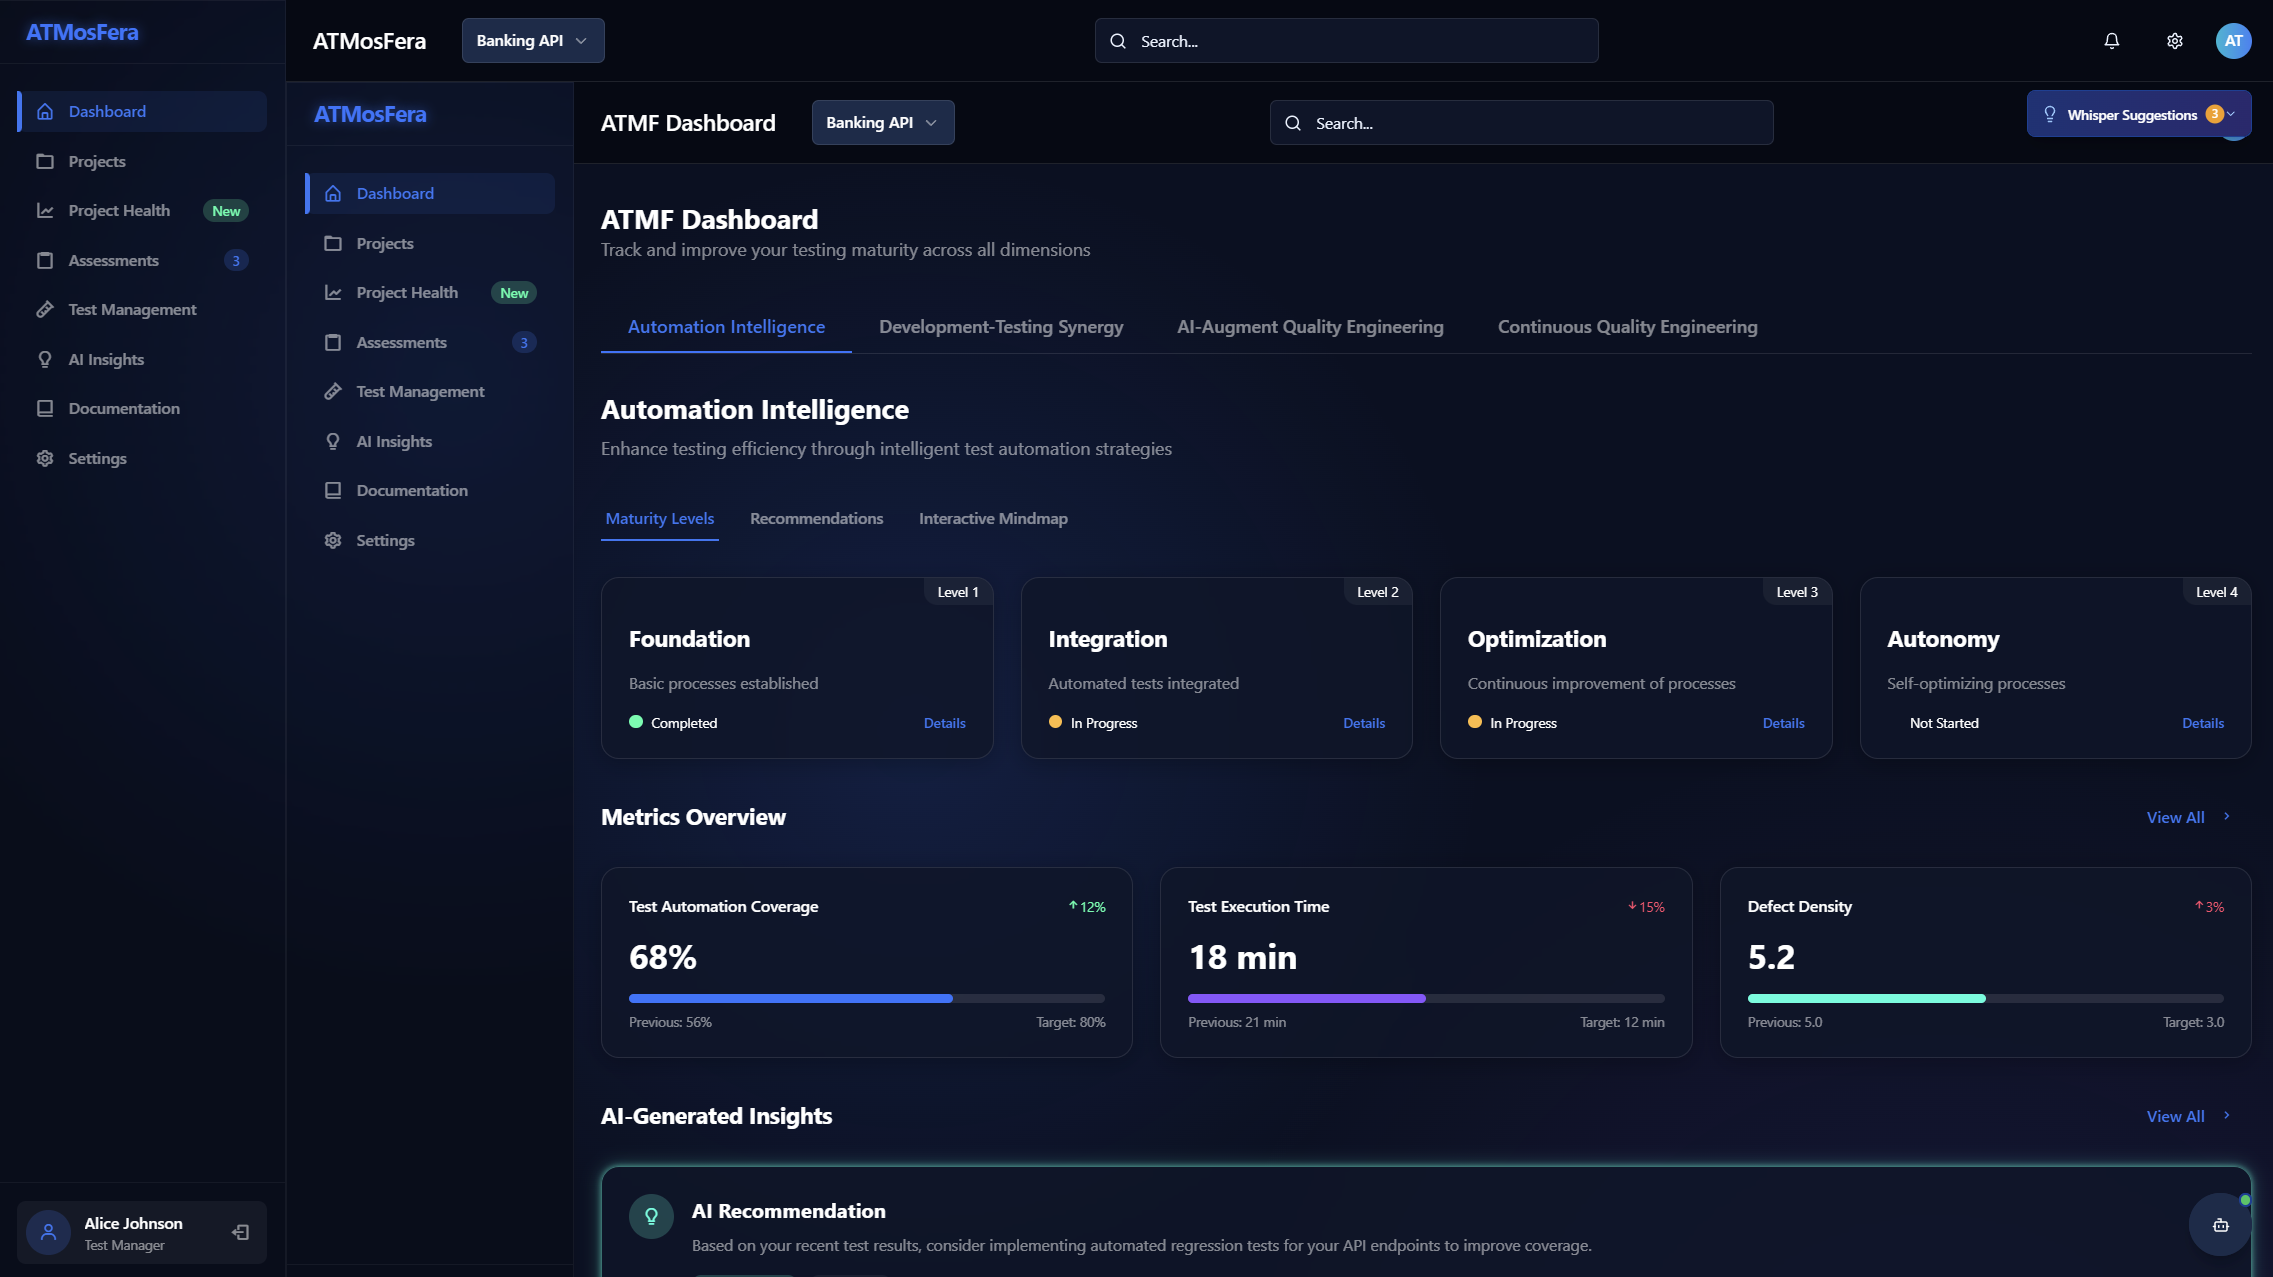 ATMosFera
Dashboard
Projects
Project Health New
Assessments 3
Test Management
AI Insights
Documentation
Settings
Alice Johnson
Test Manager
ATMosFera
Banking API
Search...
AT
ATMosFera
Dashboard
Projects
Project Health New
Assessments 3
Test Management
AI Insights
Documentation
Settings
ATMF Dashboard
Banking API
Search...
Whisper Suggestions 3
ATMF Dashboard
Track and improve your testing maturity across all dimensions
Automation Intelligence
Development-Testing Synergy
AI-Augment Quality Engineering
Continuous Quality Engineering
Automation Intelligence
Enhance testing efficiency through intelligent test automation strategies
Maturity Levels
Recommendations
Interactive Mindmap
Level 1
Foundation
Basic processes established
Completed
Details
Level 2
Integration
Automated tests integrated
In Progress
Details
Level 3
Optimization
Continuous improvement of processes
In Progress
Details
Level 4
Autonomy
Self-optimizing processes
Not Started
Details
Metrics Overview
View All
Test Automation Coverage
↑12%
68%
Previous: 56%
Target: 80%
Test Execution Time
↓15%
18 min
Previous: 21 min
Target: 12 min
Defect Density
↑3%
5.2
Previous: 5.0
Target: 3.0
AI-Generated Insights
View All
AI Recommendation
Based on your recent test results, consider implementing automated regression tests for your API endpoints to improve coverage.